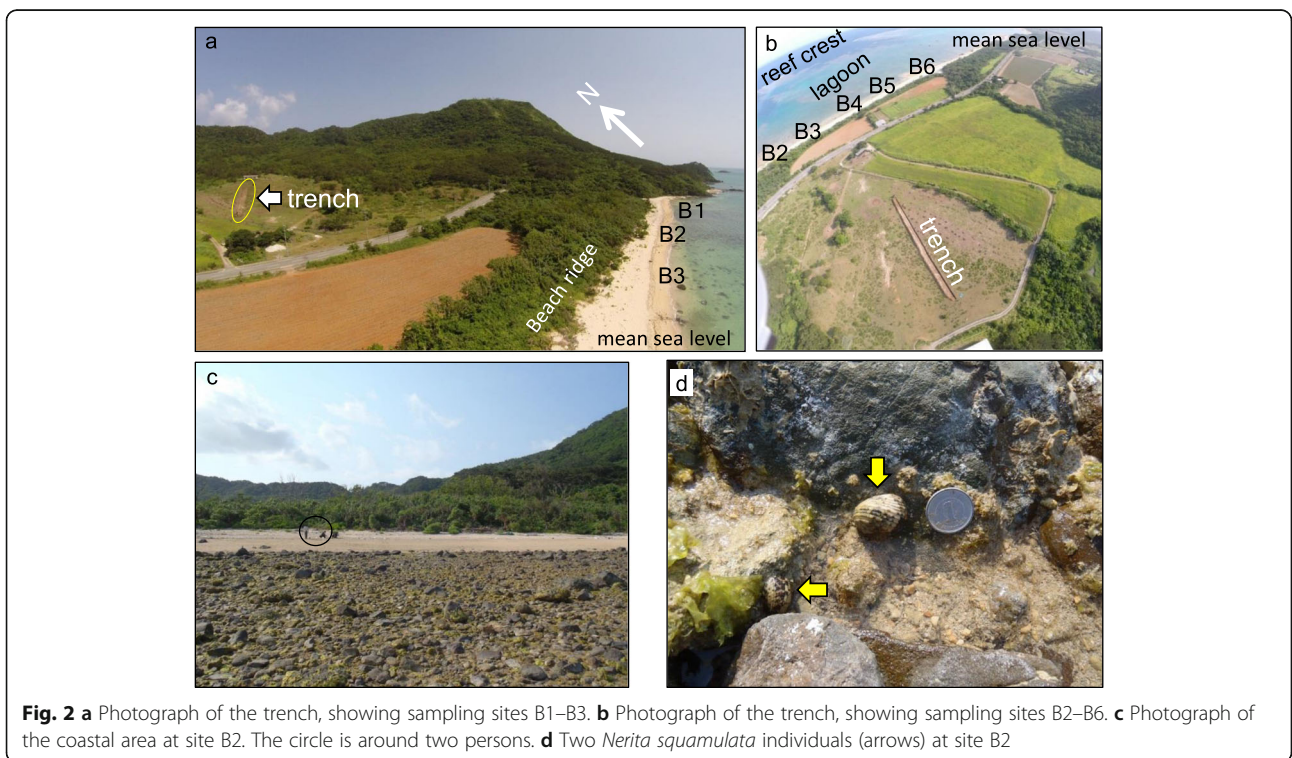 a
N
trench
B1
B2
B3
Beach ridge
mean sea level
b
reef crest
lagoon
mean sea level
B6
B5
B4
B3
B2
trench
c
d
Fig. 2 a Photograph of the trench, showing sampling sites B1–B3. b Photograph of the trench, showing sampling sites B2–B6. c Photograph of
the coastal area at site B2. The circle is around two persons. d Two Nerita squamulata individuals (arrows) at site B2